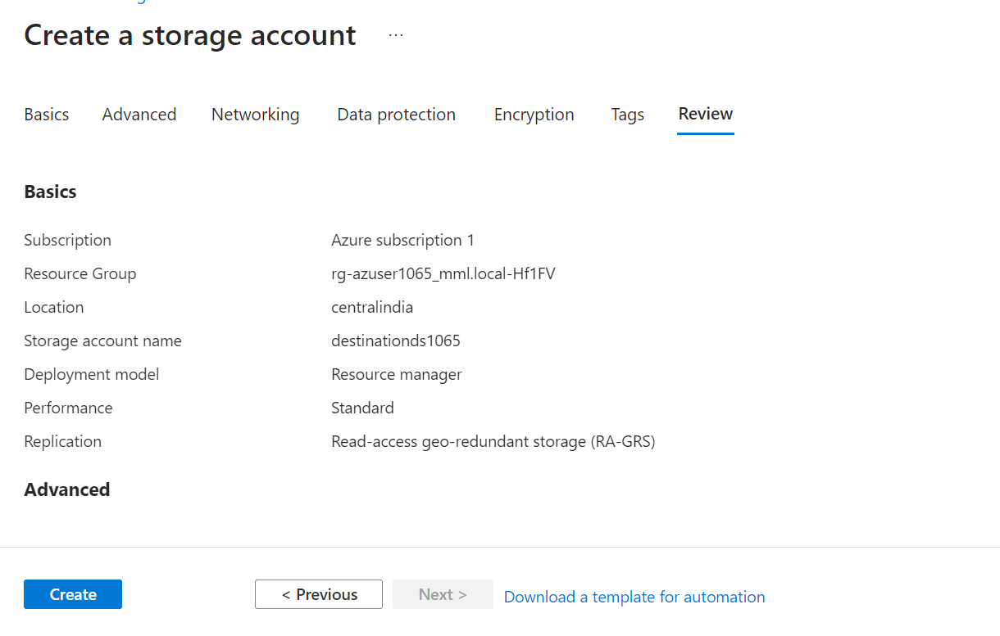 Create a storage account ...
Basics Advanced Networking Data protection Encryption Tags Review
Basics
Subscription Azure subscription 1
Resource Group rg-azuser1065_mml.local-Hf1FV
Location centralindia
Storage account name destinationds1065
Deployment model Resource manager
Performance Standard
Replication Read-access geo-redundant storage (RA-GRS)
Advanced
Create < Previous Next > Download a template for automation